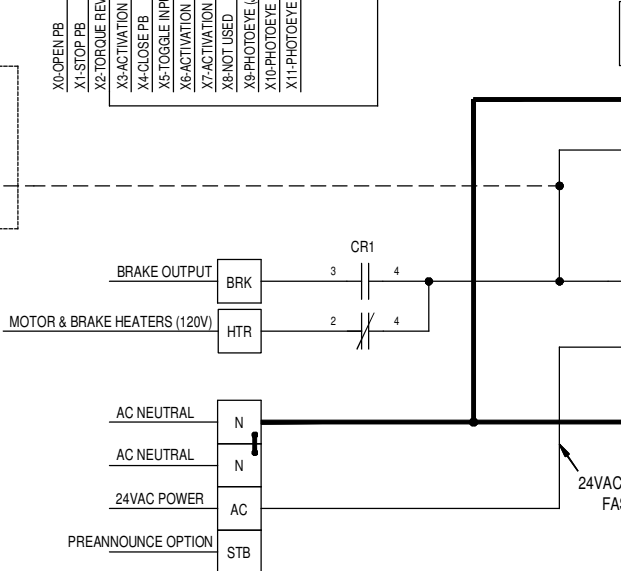 X0-OPEN PB
X1-STOP PB
X2-TORQUE REV
X3-ACTIVATION
X4-CLOSE PB
X5-TOGGLE INP
X6-ACTIVATION
X7-ACTIVATION
X8-NOT USED
X9-PHOTOEYE
X10-PHOTOEYE
X11-PHOTOEYE
CR1
BRAKE OUTPUT BRK 3 4
MOTOR & BRAKE HEATERS (120V) HTR 2 4
AC NEUTRAL N
AC NEUTRAL N
24VAC POWER AC
24VAC
FAS
PREANNOUNCE OPTION STB